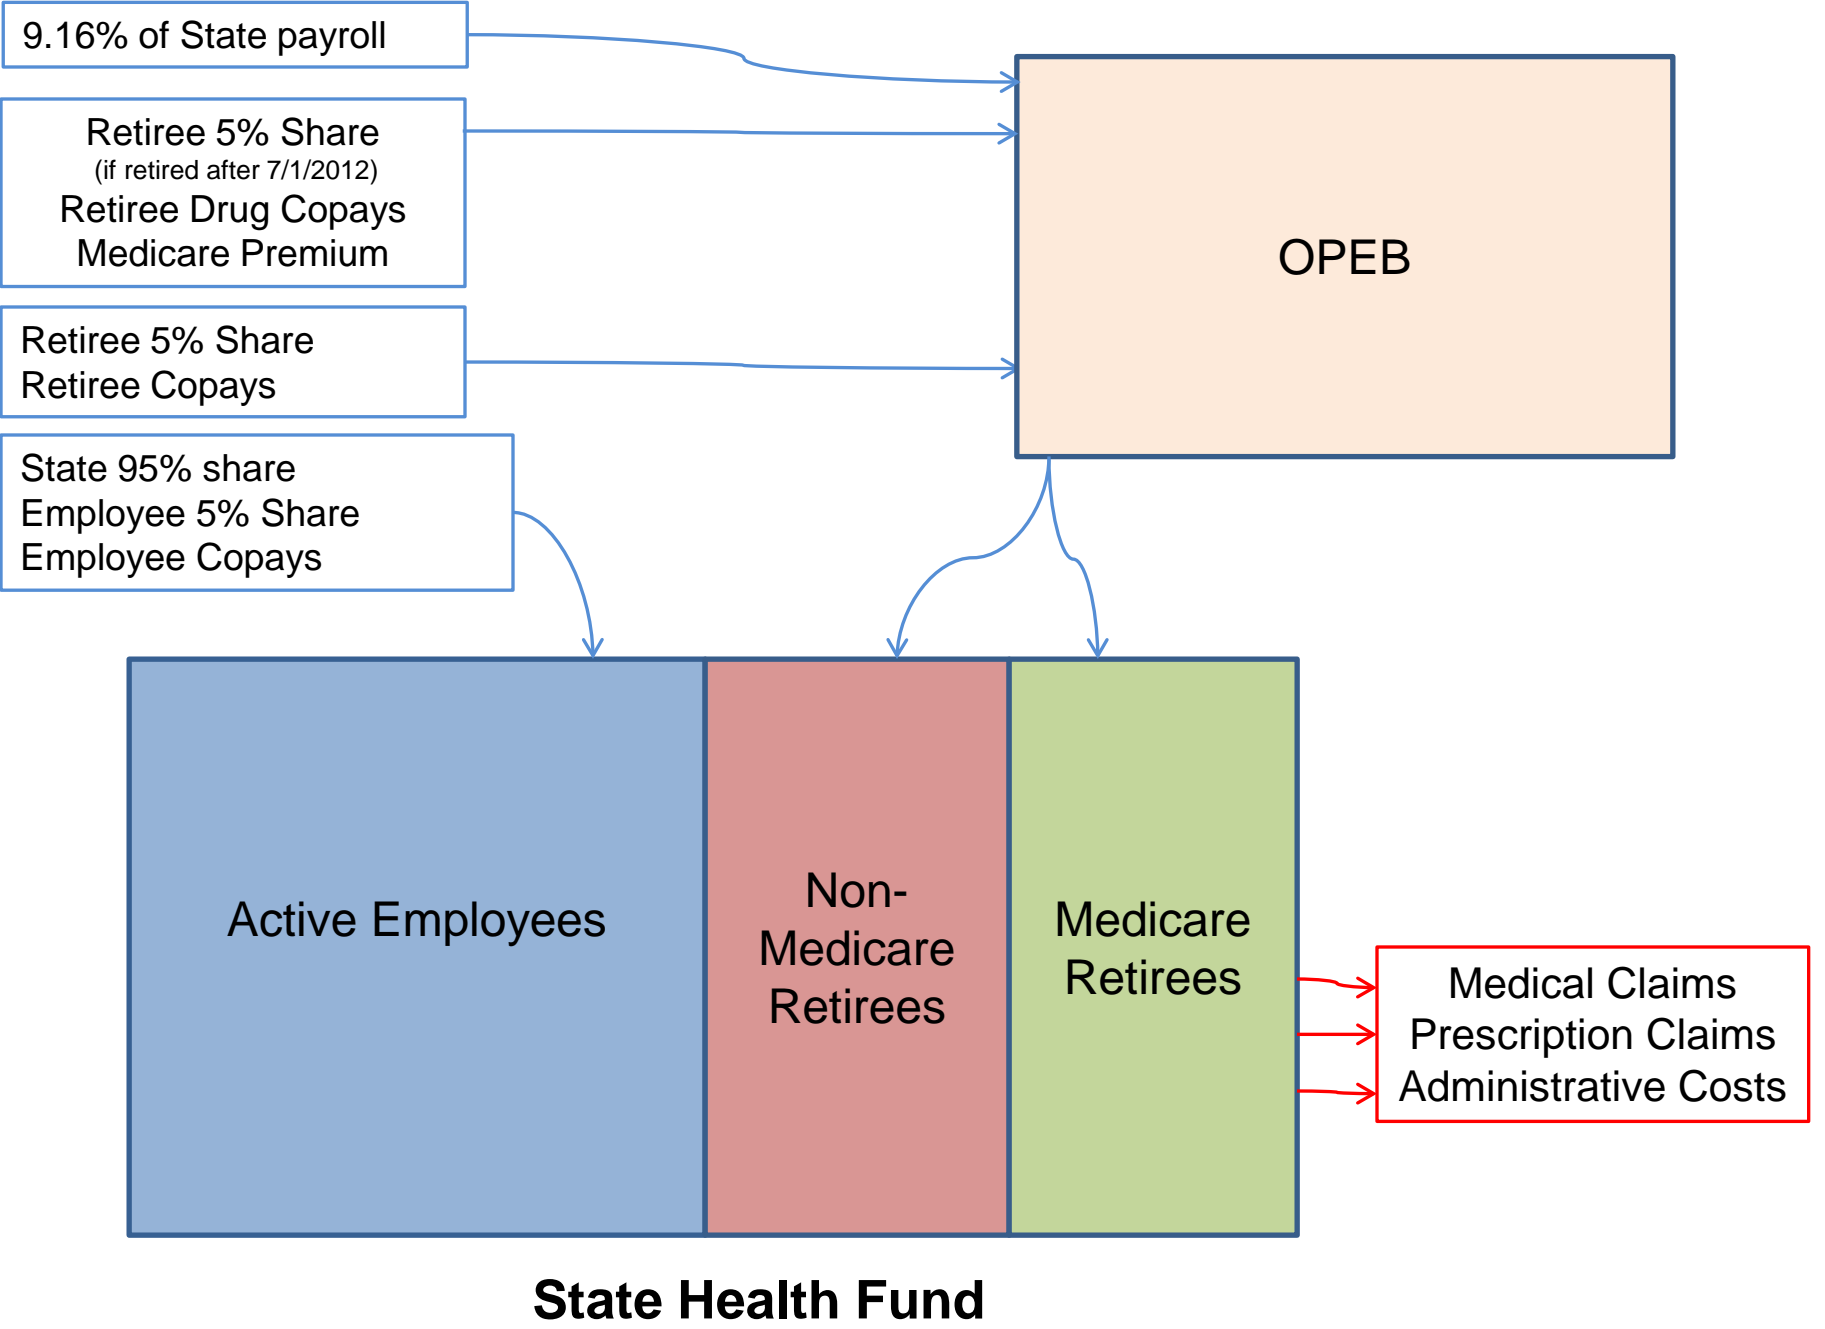 9.16% of State payroll
Retiree 5% Share
(if retired after 7/1/2012)
Retiree Drug Copays
Medicare Premium
OPEB
Retiree 5% Share
Retiree Copays
State 95% share
Employee 5% Share
Employee Copays
Active Employees
Non-
Medicare
Retirees
Medicare
Retirees
Medical Claims
Prescription Claims
Administrative Costs
State Health Fund